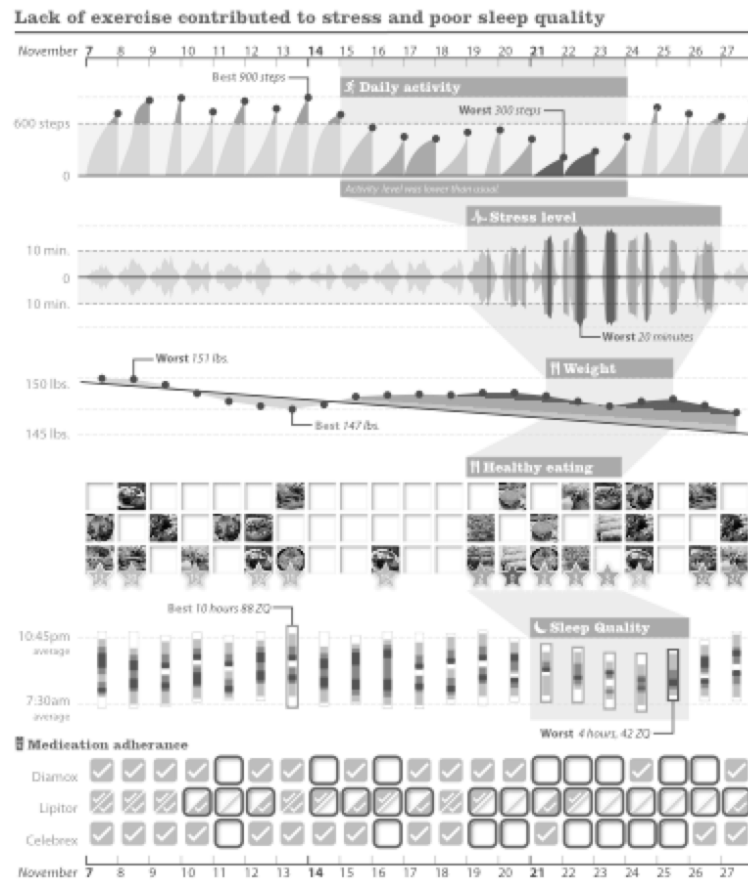 Lack of exercise contributed to stress and poor sleep quality
November 7 8 9 10 11 12 13 14 15 16 17 18 19 20 21 22 23 24 25 26 27
Best 900 steps
Daily activity
Worst 300 steps
600 steps
0
Activity level was lower than usual
Stress level
10 min.
0
10 min.
Worst 20 minutes
Worst 151 lbs.
Weight
150 lbs.
Best 147 lbs.
145 lbs.
Healthy eating
Best 10 hours 88 ZQ
Sleep Quality
10:45pm
average
7:30am
average
Worst 4 hours, 42 ZQ
Medication adherance
Diamox
Lipitor
Celebrex
November 7 8 9 10 11 12 13 14 15 16 17 18 19 20 21 22 23 24 25 26 27